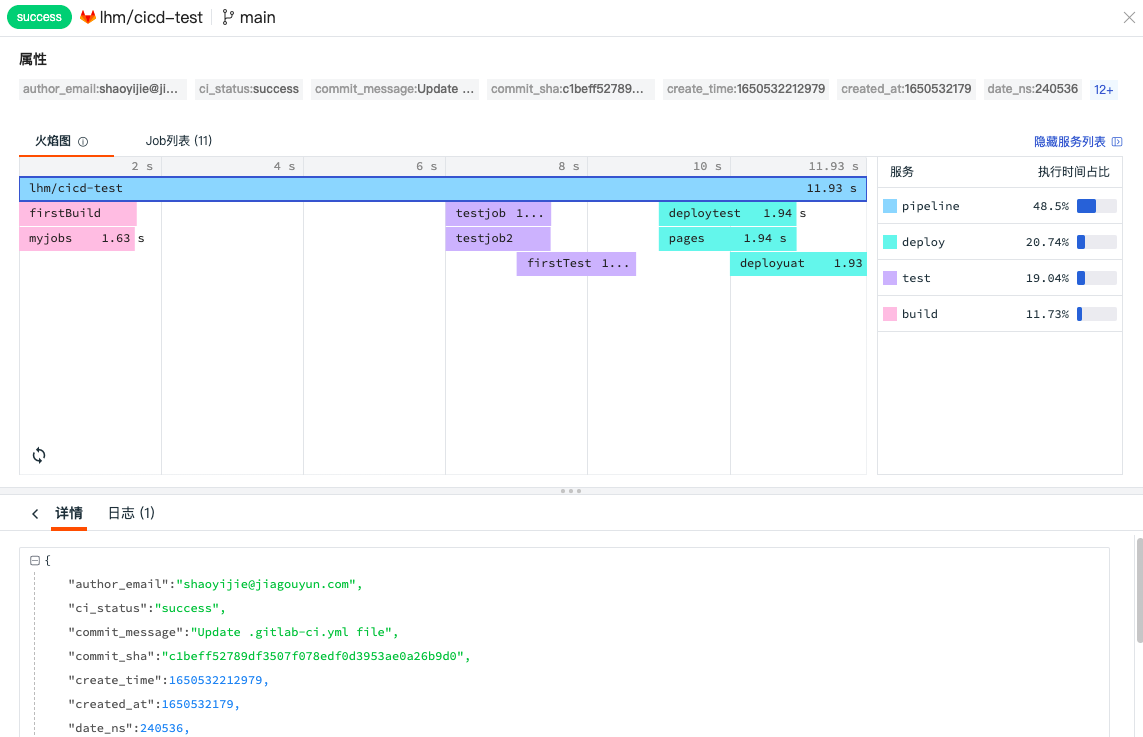 success lhm/cicd-test main
属性
author_email:shaoyijie@ji... ci_status:success commit_message:Update ... commit_sha:c1beff52789... create_time:1650532212979 created_at:1650532179 date_ns:240536 12+
火焰图 Job列表 (11) 隐藏服务列表
2 s 4 s 6 s 8 s 10 s 11.93 s
lhm/cicd-test 11.93 s
firstBuild testjob 1... deploytest 1.94 s
myjobs 1.63 s testjob2 pages 1.94 s
firstTest 1... deployuat 1.93
服务 执行时间占比
pipeline 48.5%
deploy 20.74%
test 19.04%
build 11.73%
详情 日志 (1)
{
"author_email":"shaoyijie@jiagouyun.com",
"ci_status":"success",
"commit_message":"Update .gitlab-ci.yml file",
"commit_sha":"c1beff52789df3507f078edf0d3953ae0a26b9d0",
"create_time":1650532212979,
"created_at":1650532179,
"date_ns":240536,